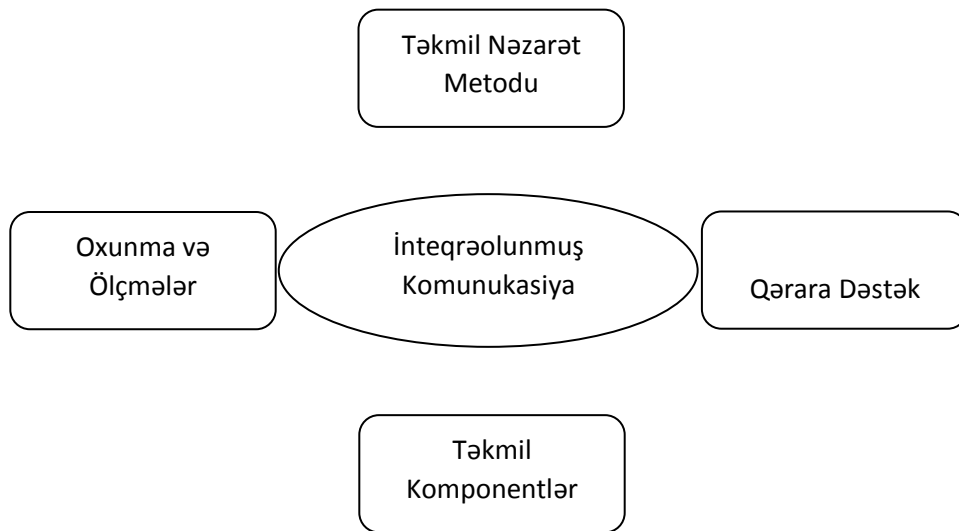 Təkmil Nəzarət
Metodu
Oxunma və
Ölçmələr
İnteqrəolunmuş
Komunukasiya
Qərara Dəstək
Təkmil
Komponentlər